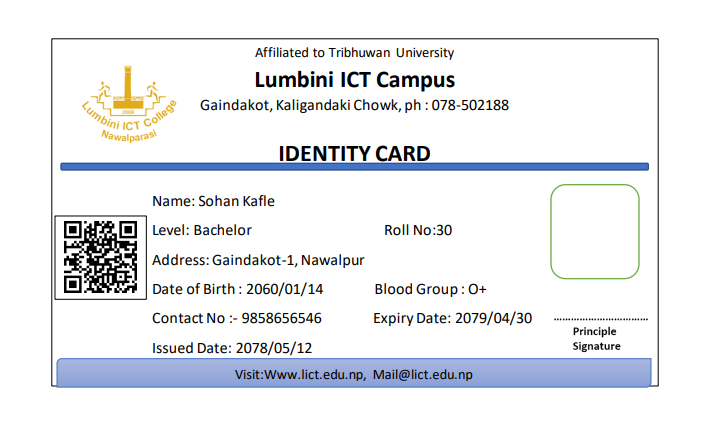 Affiliated to Tribhuwan University
Lumbini ICT Campus
Gaindakot, Kaligandaki Chowk, ph : 078-502188
2069
Lumbini ICT College
Nawalparasi
IDENTITY CARD
Name: Sohan Kafle
Level: Bachelor Roll No:30
Address: Gaindakot-1, Nawalpur
Date of Birth : 2060/01/14 Blood Group : O+
Contact No :- 9858656546 Expiry Date: 2079/04/30
Principle
Signature
Issued Date: 2078/05/12
Visit:Www.lict.edu.np, Mail@lict.edu.np